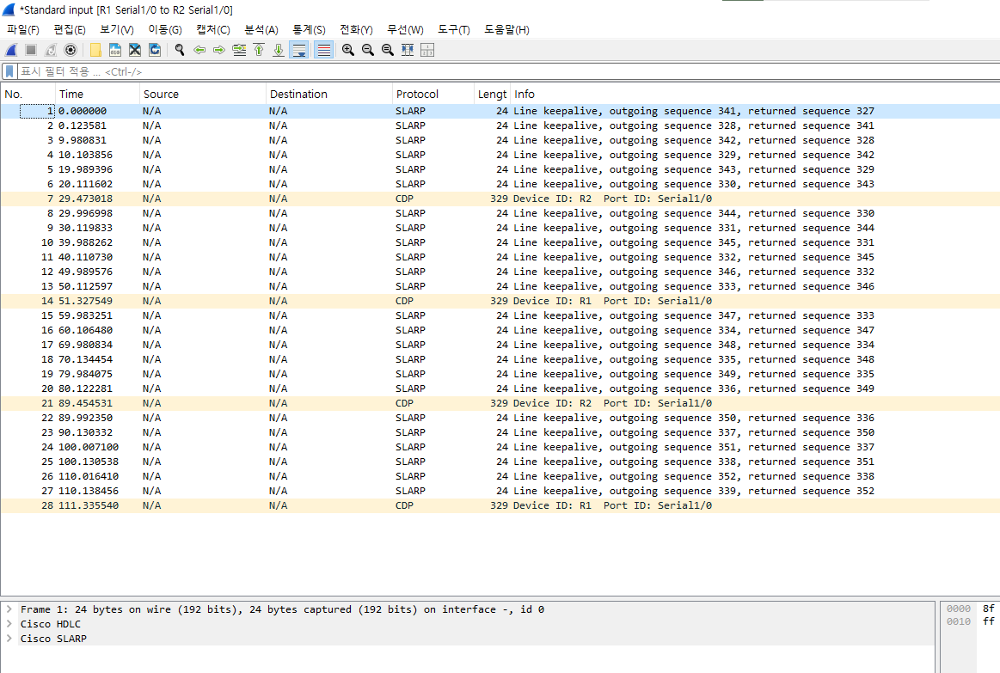 *Standard input [R1 Serial1/0 to R2 Serial1/0]
파일(F) 편집(E) 보기(V) 이동(G) 캡처(C) 분석(A) 통계(S) 전화(Y) 무선(W) 도구(T) 도움말(H)
표시 필터 적용 ... <Ctrl-/>
No. Time Source Destination Protocol Lengt Info
1 0.000000 N/A N/A SLARP 24 Line keepalive, outgoing sequence 341, returned sequence 327
2 0.123581 N/A N/A SLARP 24 Line keepalive, outgoing sequence 328, returned sequence 341
3 9.980831 N/A N/A SLARP 24 Line keepalive, outgoing sequence 342, returned sequence 328
4 10.103856 N/A N/A SLARP 24 Line keepalive, outgoing sequence 329, returned sequence 342
5 19.989396 N/A N/A SLARP 24 Line keepalive, outgoing sequence 343, returned sequence 329
6 20.111602 N/A N/A SLARP 24 Line keepalive, outgoing sequence 330, returned sequence 343
7 29.473018 N/A N/A CDP 329 Device ID: R2 Port ID: Serial1/0
8 29.996998 N/A N/A SLARP 24 Line keepalive, outgoing sequence 344, returned sequence 330
9 30.119833 N/A N/A SLARP 24 Line keepalive, outgoing sequence 331, returned sequence 344
10 39.988262 N/A N/A SLARP 24 Line keepalive, outgoing sequence 345, returned sequence 331
11 40.110730 N/A N/A SLARP 24 Line keepalive, outgoing sequence 332, returned sequence 345
12 49.989576 N/A N/A SLARP 24 Line keepalive, outgoing sequence 346, returned sequence 332
13 50.112597 N/A N/A SLARP 24 Line keepalive, outgoing sequence 333, returned sequence 346
14 51.327549 N/A N/A CDP 329 Device ID: R1 Port ID: Serial1/0
15 59.983251 N/A N/A SLARP 24 Line keepalive, outgoing sequence 347, returned sequence 333
16 60.106480 N/A N/A SLARP 24 Line keepalive, outgoing sequence 334, returned sequence 347
17 69.980834 N/A N/A SLARP 24 Line keepalive, outgoing sequence 348, returned sequence 334
18 70.134454 N/A N/A SLARP 24 Line keepalive, outgoing sequence 335, returned sequence 348
19 79.984075 N/A N/A SLARP 24 Line keepalive, outgoing sequence 349, returned sequence 335
20 80.122281 N/A N/A SLARP 24 Line keepalive, outgoing sequence 336, returned sequence 349
21 89.454531 N/A N/A CDP 329 Device ID: R2 Port ID: Serial1/0
22 89.992350 N/A N/A SLARP 24 Line keepalive, outgoing sequence 350, returned sequence 336
23 90.130332 N/A N/A SLARP 24 Line keepalive, outgoing sequence 337, returned sequence 350
24 100.007100 N/A N/A SLARP 24 Line keepalive, outgoing sequence 351, returned sequence 337
25 100.130538 N/A N/A SLARP 24 Line keepalive, outgoing sequence 338, returned sequence 351
26 110.016410 N/A N/A SLARP 24 Line keepalive, outgoing sequence 352, returned sequence 338
27 110.138456 N/A N/A SLARP 24 Line keepalive, outgoing sequence 339, returned sequence 352
28 111.335540 N/A N/A CDP 329 Device ID: R1 Port ID: Serial1/0
Frame 1: 24 bytes on wire (192 bits), 24 bytes captured (192 bits) on interface -, id 0
Cisco HDLC
Cisco SLARP
0000 8f
0010 ff